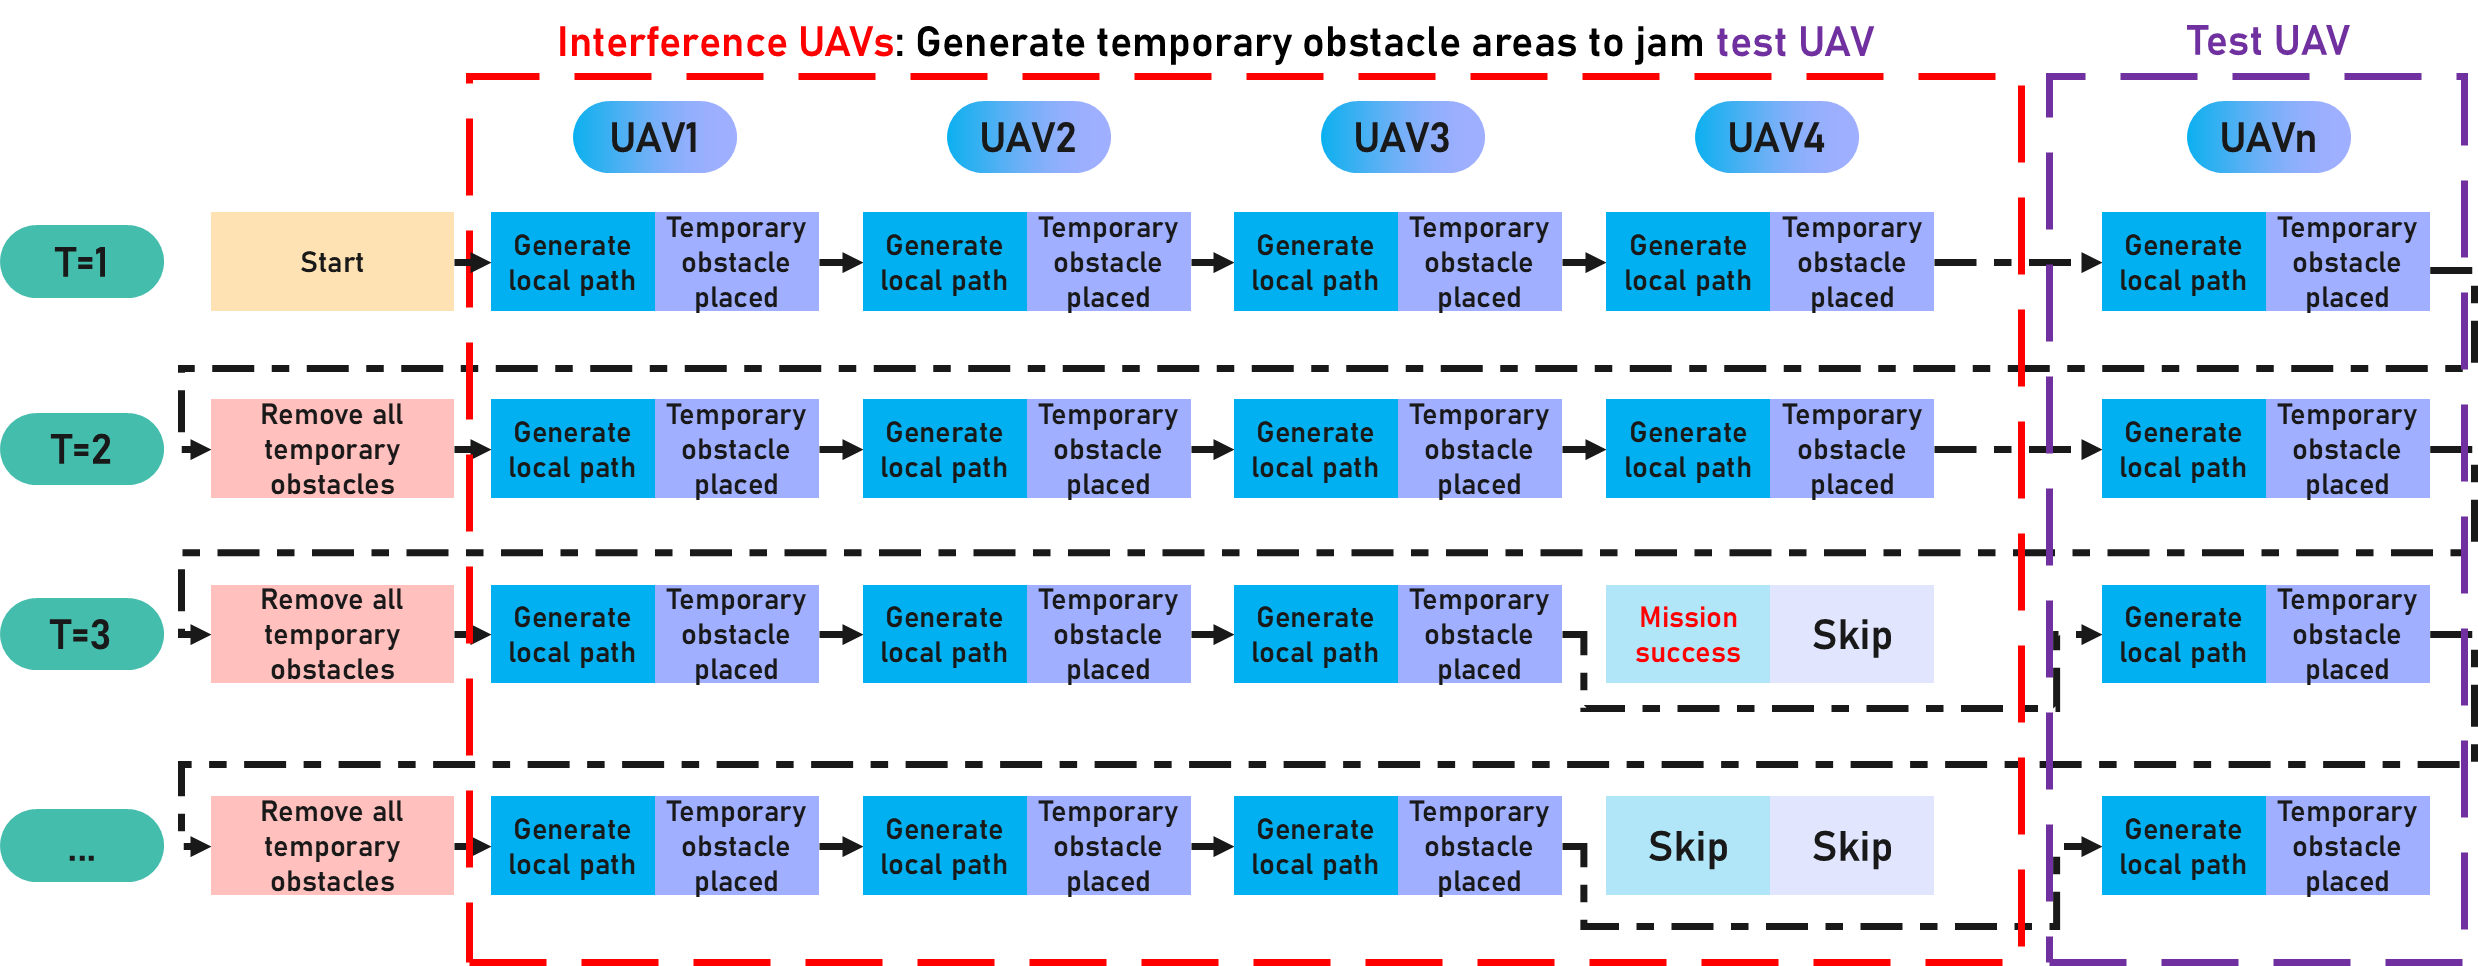 Interference UAVs: Generate temporary obstacle areas to jam test UAV
Test UAV
UAV1
UAV2
UAV3
UAV4
UAVn
T=1
Start
Generate
local path
Temporary
obstacle
placed
Generate
local path
Temporary
obstacle
placed
Generate
local path
Temporary
obstacle
placed
Generate
local path
Temporary
obstacle
placed
Generate
local path
Temporary
obstacle
placed
T=2
Remove all
temporary
obstacles
Generate
local path
Temporary
obstacle
placed
Generate
local path
Temporary
obstacle
placed
Generate
local path
Temporary
obstacle
placed
Generate
local path
Temporary
obstacle
placed
Generate
local path
Temporary
obstacle
placed
T=3
Remove all
temporary
obstacles
Generate
local path
Temporary
obstacle
placed
Generate
local path
Temporary
obstacle
placed
Generate
local path
Temporary
obstacle
placed
Mission
success
Skip
Generate
local path
Temporary
obstacle
placed
...
Remove all
temporary
obstacles
Generate
local path
Temporary
obstacle
placed
Generate
local path
Temporary
obstacle
placed
Generate
local path
Temporary
obstacle
placed
Skip
Skip
Generate
local path
Temporary
obstacle
placed